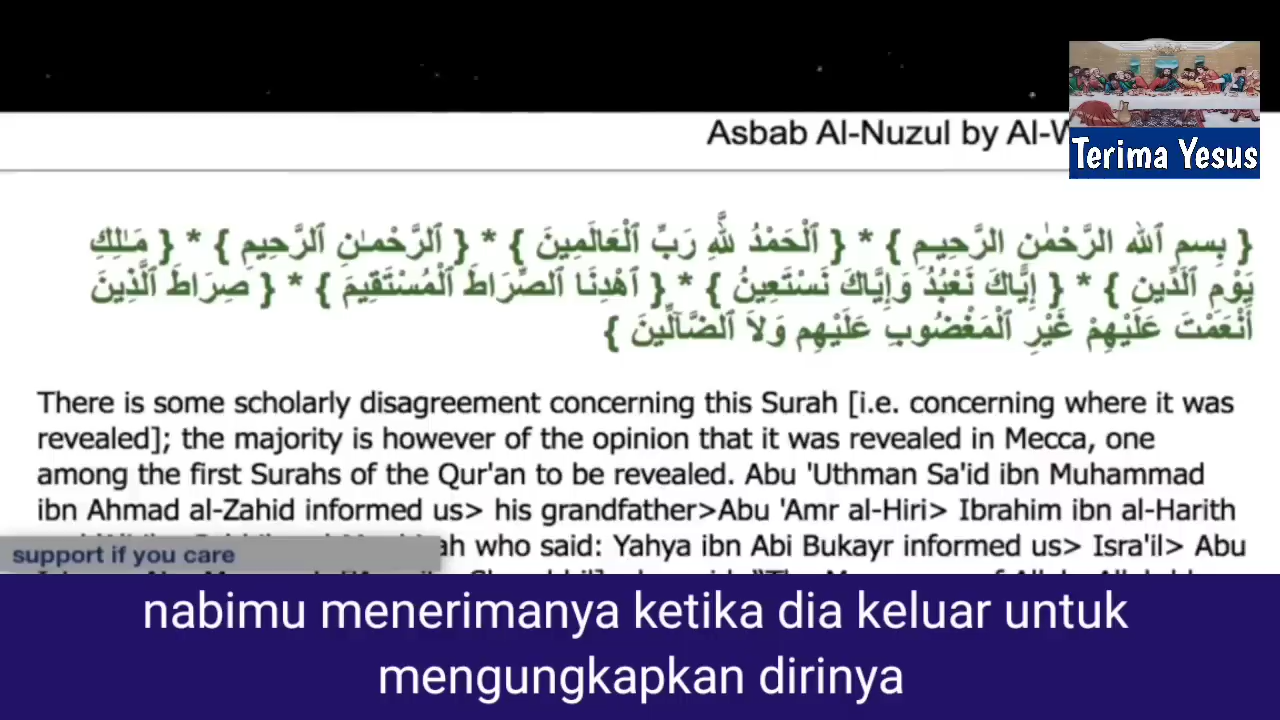 Asbab Al-Nuzul by Al-
Terima Yesus
{ بِسمِ ٱللهِ الرَّحْمٰنِ الرَّحِيـمِ } * { ٱلْحَمْدُ للَّهِ رَبِّ ٱلْعَالَمِينَ } * { ٱلرَّحْمـٰنِ ٱلرَّحِيمِ } * { مَـٰلِكِ
يَوْمِ ٱلدِّينِ } * { إِيَّاكَ نَعْبُدُ وَإِيَّاكَ نَسْتَعِينُ } * { ٱهْدِنَا ٱلصِّرَاطَ ٱلْمُسْتَقِيمَ } * { صِرَاطَ ٱلَّذِينَ
أَنْعَمْتَ عَلَيْهِمْ غَيْرِ ٱلْمَغْضُوبِ عَلَيْهِم وَلاَ ٱلضَّآلِّينَ }
There is some scholarly disagreement concerning this Surah [i.e. concerning where it was
revealed]; the majority is however of the opinion that it was revealed in Mecca, one
among the first Surahs of the Qur'an to be revealed. Abu 'Uthman Sa'id ibn Muhammad
ibn Ahmad al-Zahid informed us> his grandfather>Abu 'Amr al-Hiri> Ibrahim ibn al-Harith
who said: Yahya ibn Abi Bukayr informed us> Isra'il> Abu
support if you care
nabimu menerimanya ketika dia keluar untuk
mengungkapkan dirinya